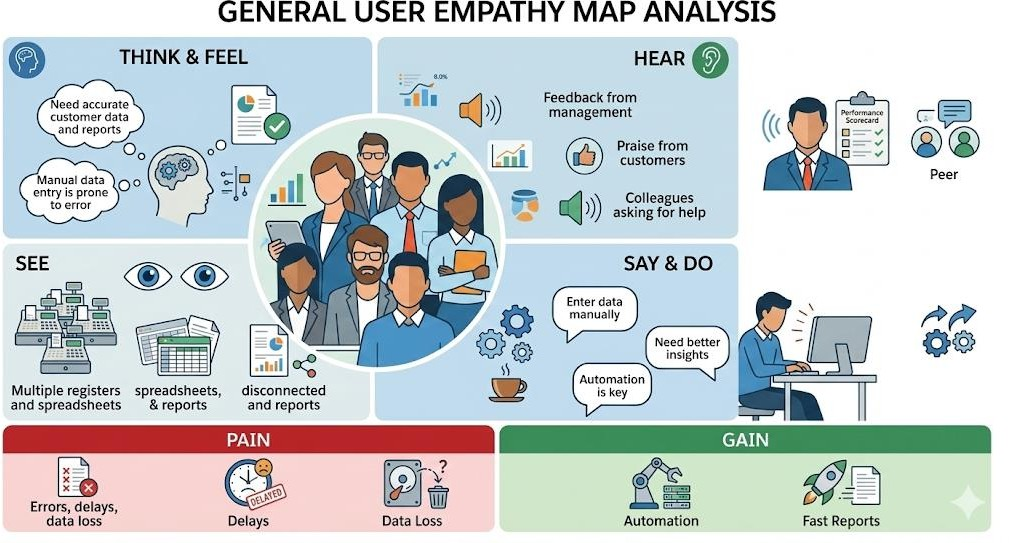 GENERAL USER EMPATHY MAP ANALYSIS
THINK & FEEL
Need accurate
customer data
and reports
Manual data
entry is prone
to error
HEAR
8.0%
Feedback from
management
Praise from
customers
Colleagues
asking for help
Performance
Scorecard
Peer
SEE
Multiple registers
and spreadsheets
spreadsheets,
& reports
disconnected
and reports
SAY & DO
Enter data
manually
Need better
insights
Automation
is key
PAIN
Errors, delays,
data loss
DELAYED
Delays
?
Data Loss
GAIN
Automation
Fast Reports